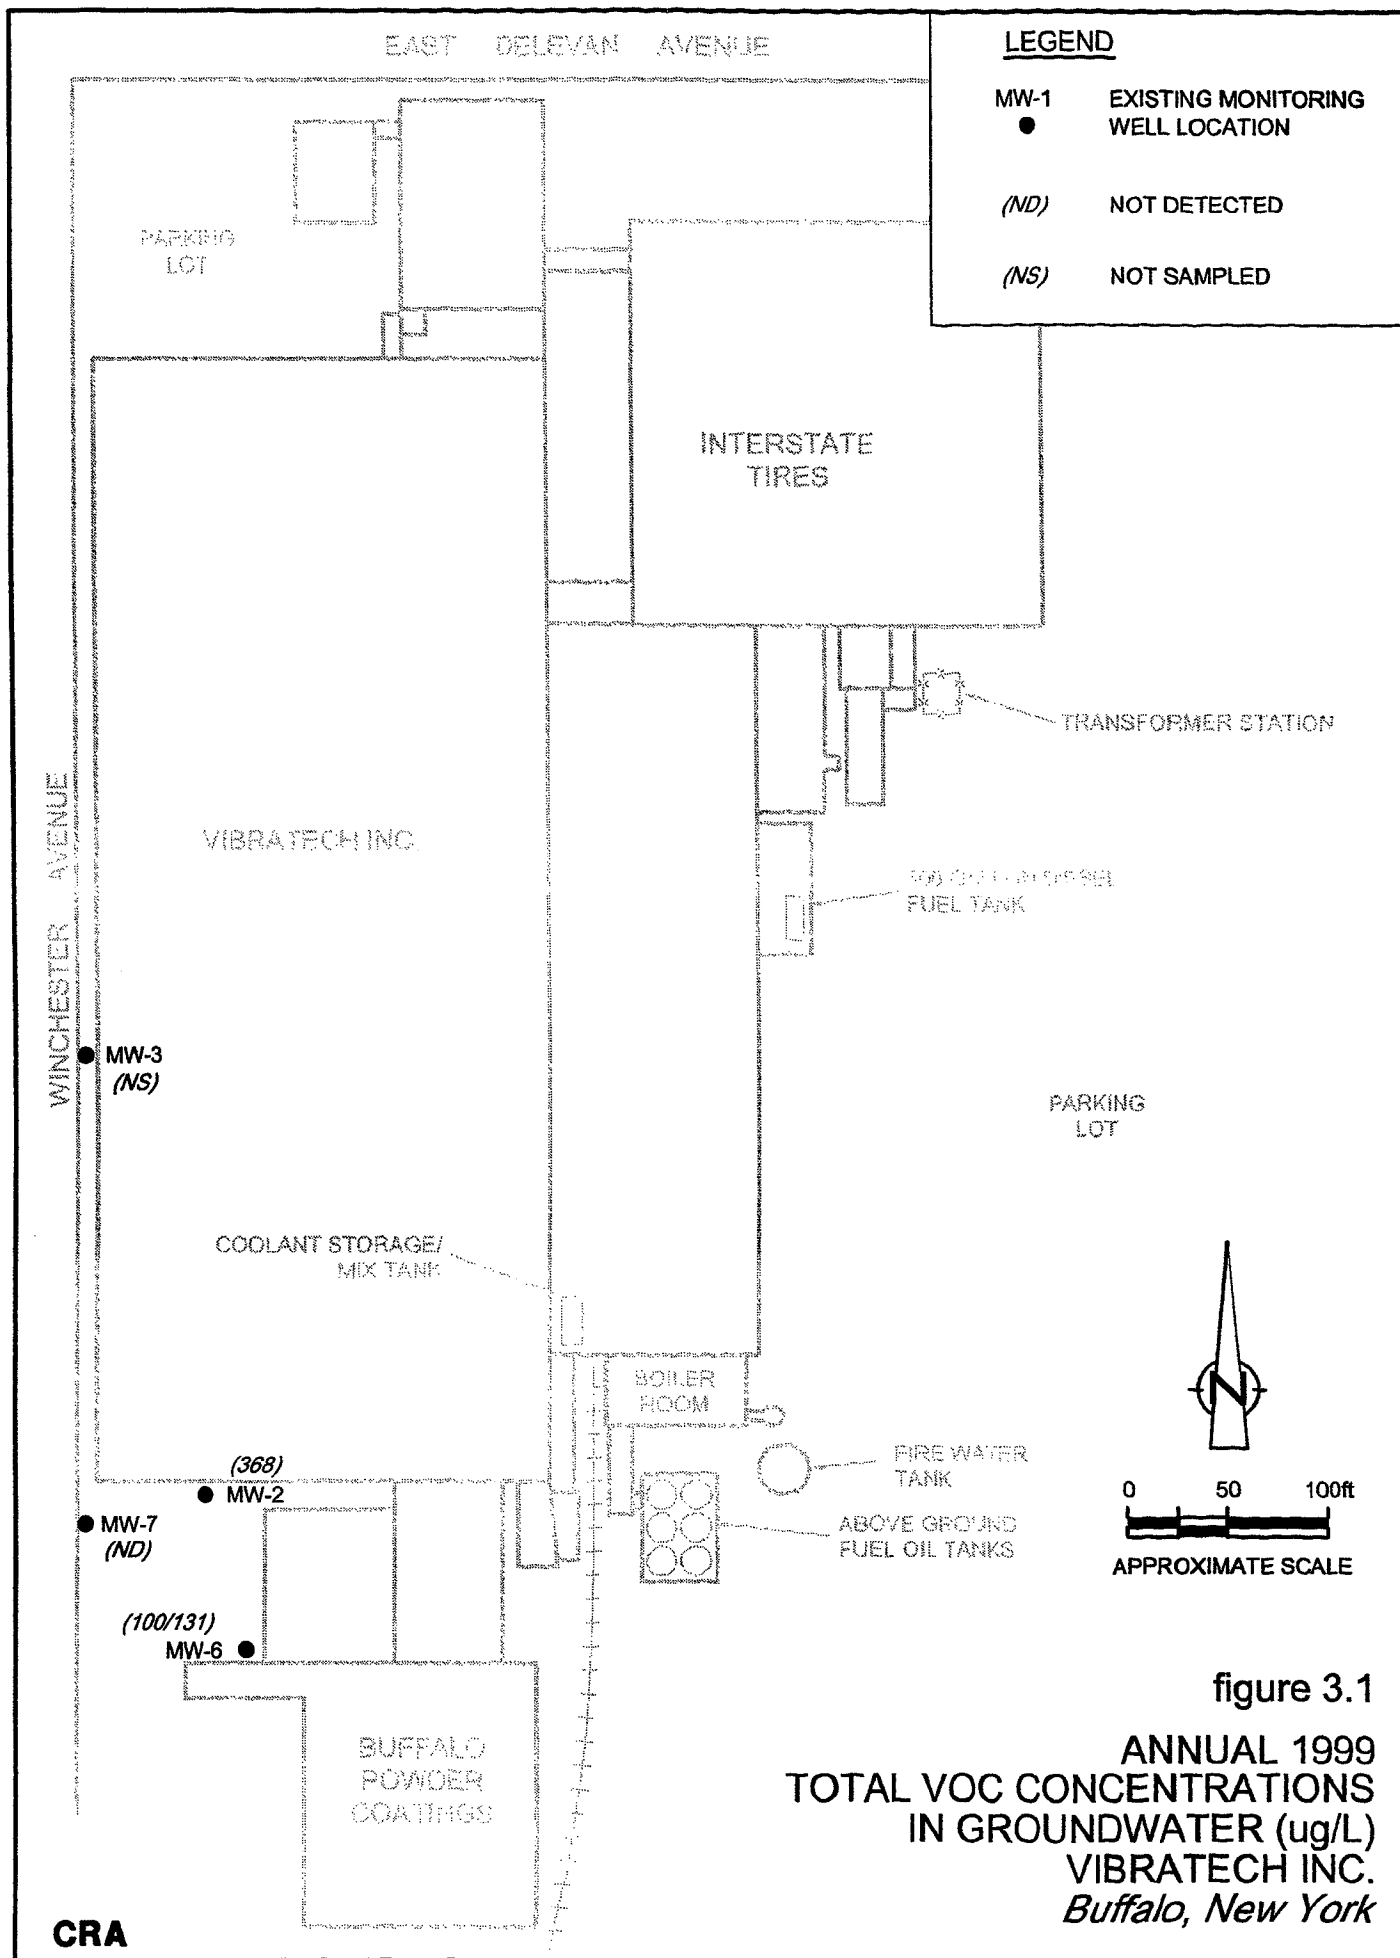 EAST DELEVAN AVENUE
LEGEND
MW-1 EXISTING MONITORING
WELL LOCATION
(ND) NOT DETECTED
(NS) NOT SAMPLED
PARKING
LOT
INTERSTATE
TIRES
TRANSFORMER STATION
WINCHESTER AVENUE
VIBRATECH INC.
FUEL TANK
MW-3
(NS)
PARKING
LOT
COOLANT STORAGE/
MIX TANK
BOILER
ROOM
N
FIRE WATER
TANK
(368)
MW-2
0 50 100ft
APPROXIMATE SCALE
MW-7
(ND)
ABOVE GROUND
FUEL OIL TANKS
(100/131)
MW-6
BUFFALO
POWDER
COATINGS
figure 3.1
ANNUAL 1999
TOTAL VOC CONCENTRATIONS
IN GROUNDWATER (ug/L)
VIBRATECH INC.
Buffalo, New York
CRA